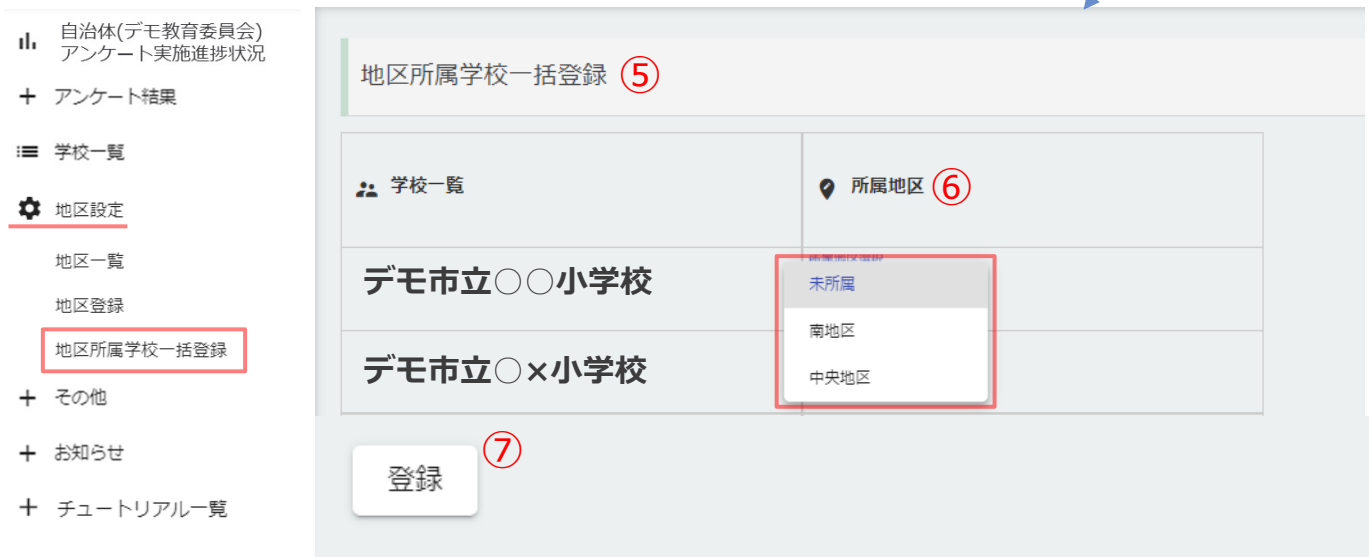 自治体(デモ教育委員会)
アンケート実施進捗状況
アンケート結果
学校一覧
地区設定
地区一覧
地区登録
地区所属学校一括登録
その他
お知らせ
チュートリアル一覧
地区所属学校一括登録 ⑤
学校一覧
所属地区 ⑥
デモ市立○○小学校
所属地区選択
未所属
南地区
中央地区
デモ市立○×小学校
登録 ⑦